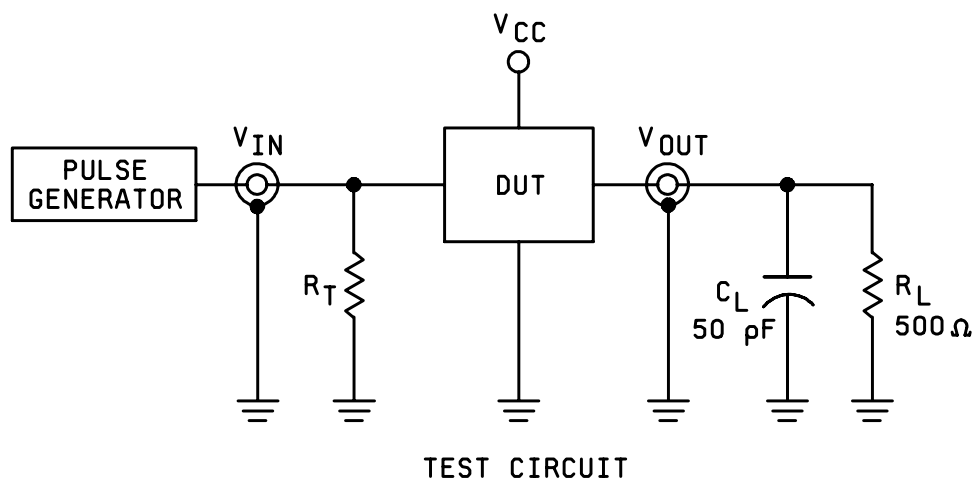 VCC
PULSE
GENERATOR
VIN
DUT
VOUT
RT
CL
50 pF
RL
500Ω
TEST CIRCUIT